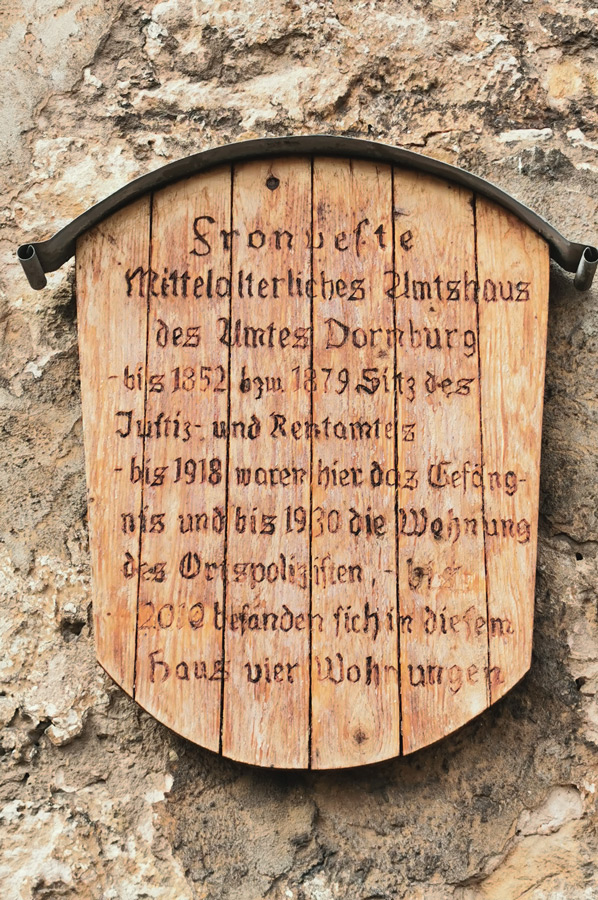 Fronveste
Mittelalterliches Amtshaus
des Amtes Dornburg
- bis 1852 bzw. 1879 Sitz des
Justiz- und Rentamtes
- bis 1918 waren hier das Gefäng-
nis und bis 1930 die Wohnung
des Ortspolizisten, - bis
2010 befanden sich in diesem
Haus vier Wohnungen